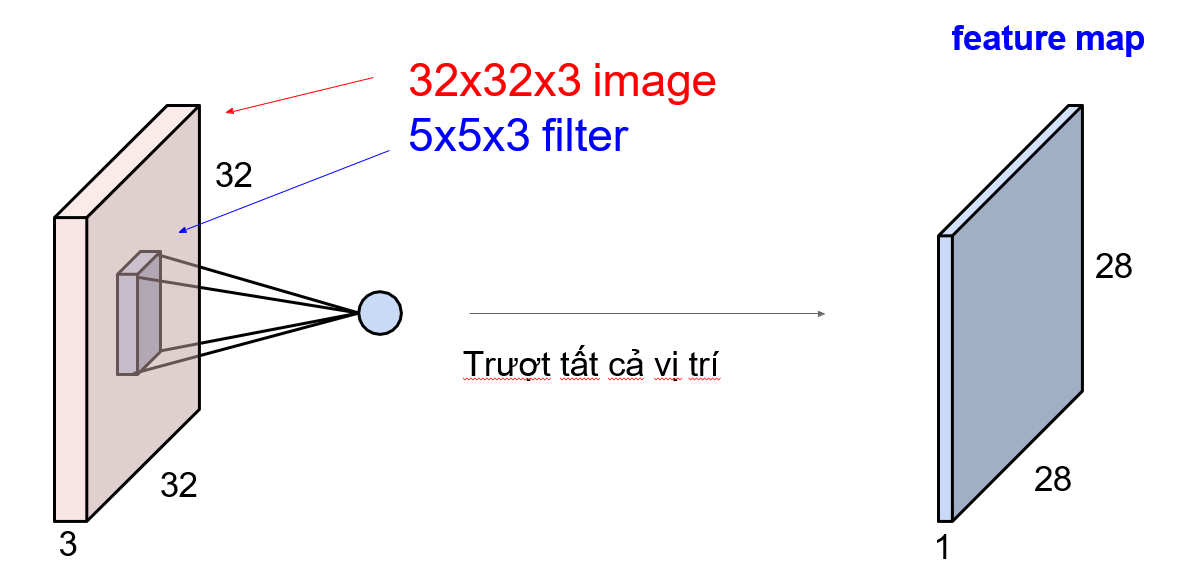 feature map
32x32x3 image
5x5x3 filter
32
32
3
Trượt tất cả vị trí
28
28
1